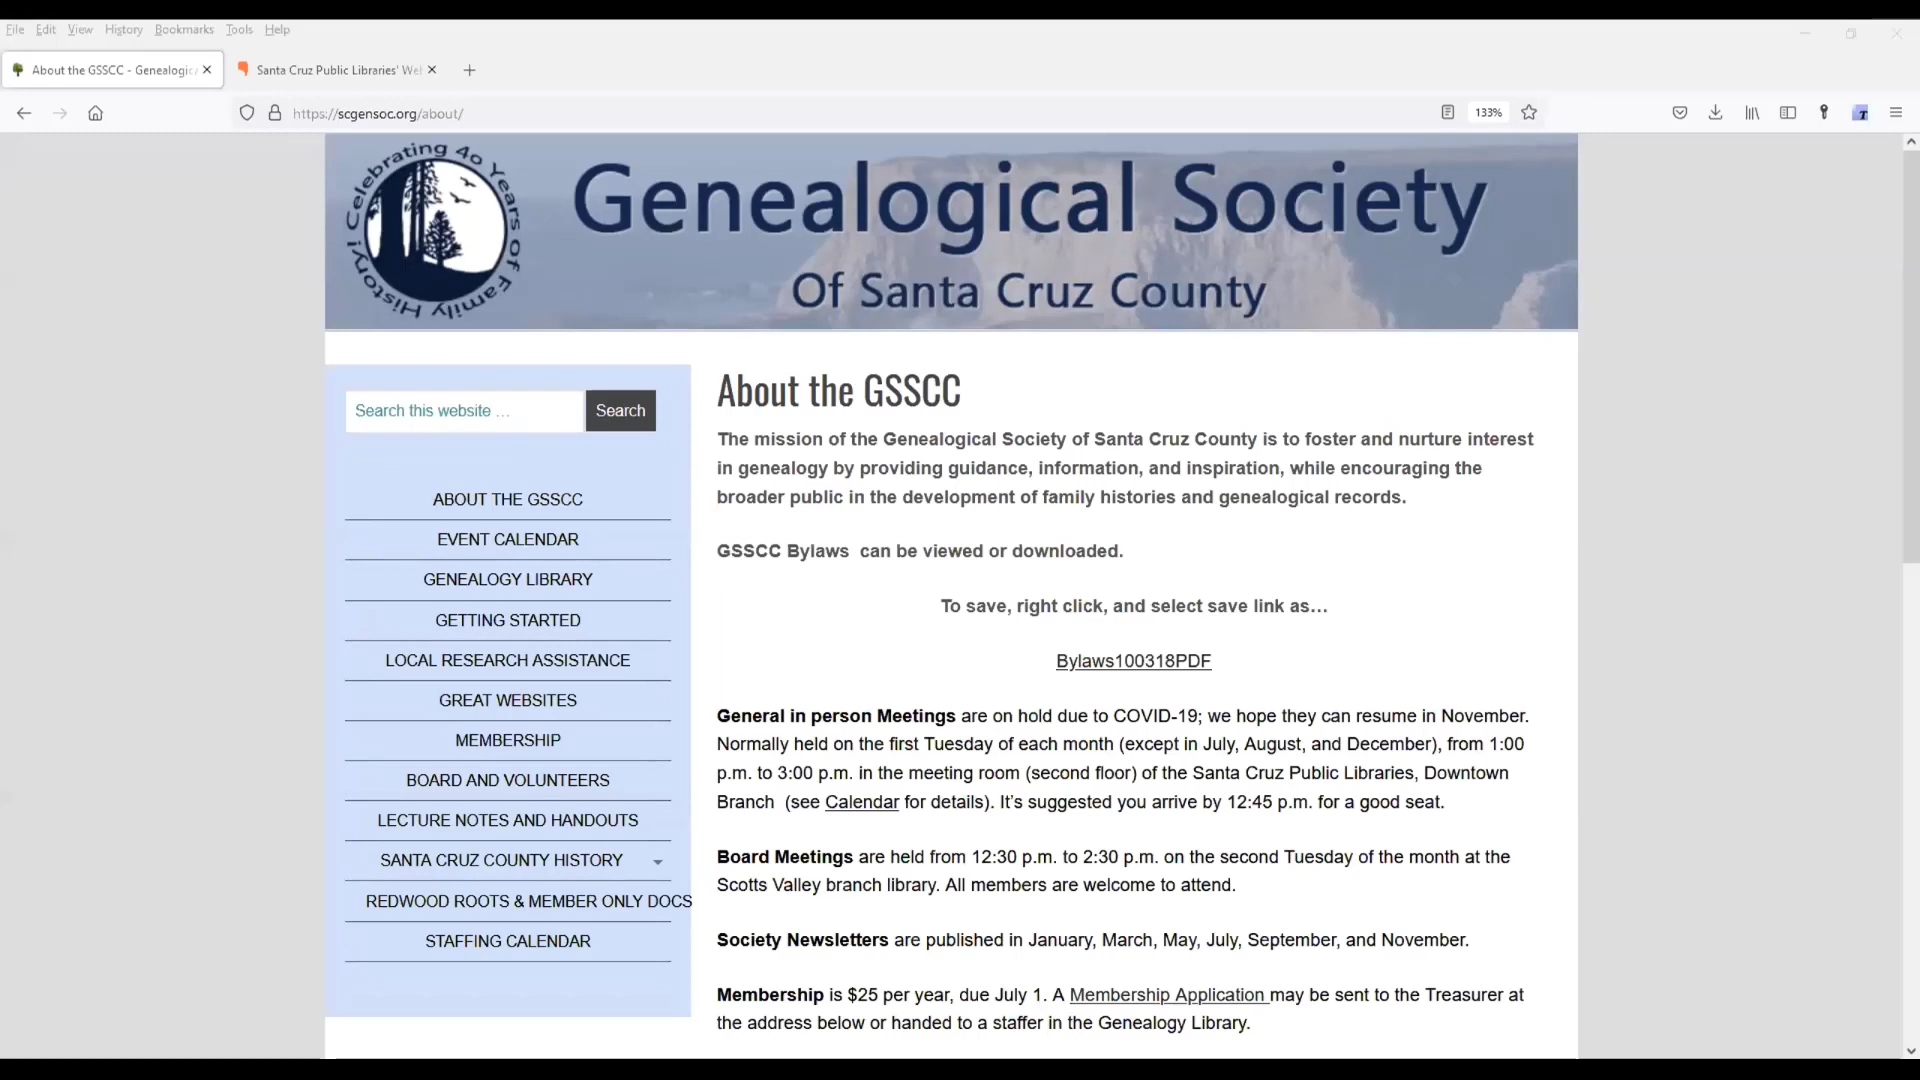 File Edit View History Bookmarks Tools Help
About the GSSCC - Genealogic
Santa Cruz Public Libraries' We
https://scgensoc.org/about/
133%
Celebrating 40 Years of Family History!
Genealogical Society
Of Santa Cruz County
Search this website ...
Search
ABOUT THE GSSCC
EVENT CALENDAR
GENEALOGY LIBRARY
GETTING STARTED
LOCAL RESEARCH ASSISTANCE
GREAT WEBSITES
MEMBERSHIP
BOARD AND VOLUNTEERS
LECTURE NOTES AND HANDOUTS
SANTA CRUZ COUNTY HISTORY
REDWOOD ROOTS & MEMBER ONLY DOCS
STAFFING CALENDAR
About the GSSCC
The mission of the Genealogical Society of Santa Cruz County is to foster and nurture interest
in genealogy by providing guidance, information, and inspiration, while encouraging the
broader public in the development of family histories and genealogical records.
GSSCC Bylaws  can be viewed or downloaded.
To save, right click, and select save link as…
Bylaws100318PDF
General in person Meetings are on hold due to COVID-19; we hope they can resume in November.
Normally held on the first Tuesday of each month (except in July, August, and December), from 1:00
p.m. to 3:00 p.m. in the meeting room (second floor) of the Santa Cruz Public Libraries, Downtown
Branch  (see Calendar for details). It’s suggested you arrive by 12:45 p.m. for a good seat.
Board Meetings are held from 12:30 p.m. to 2:30 p.m. on the second Tuesday of the month at the
Scotts Valley branch library. All members are welcome to attend.
Society Newsletters are published in January, March, May, July, September, and November.
Membership is $25 per year, due July 1. A Membership Application may be sent to the Treasurer at
the address below or handed to a staffer in the Genealogy Library.